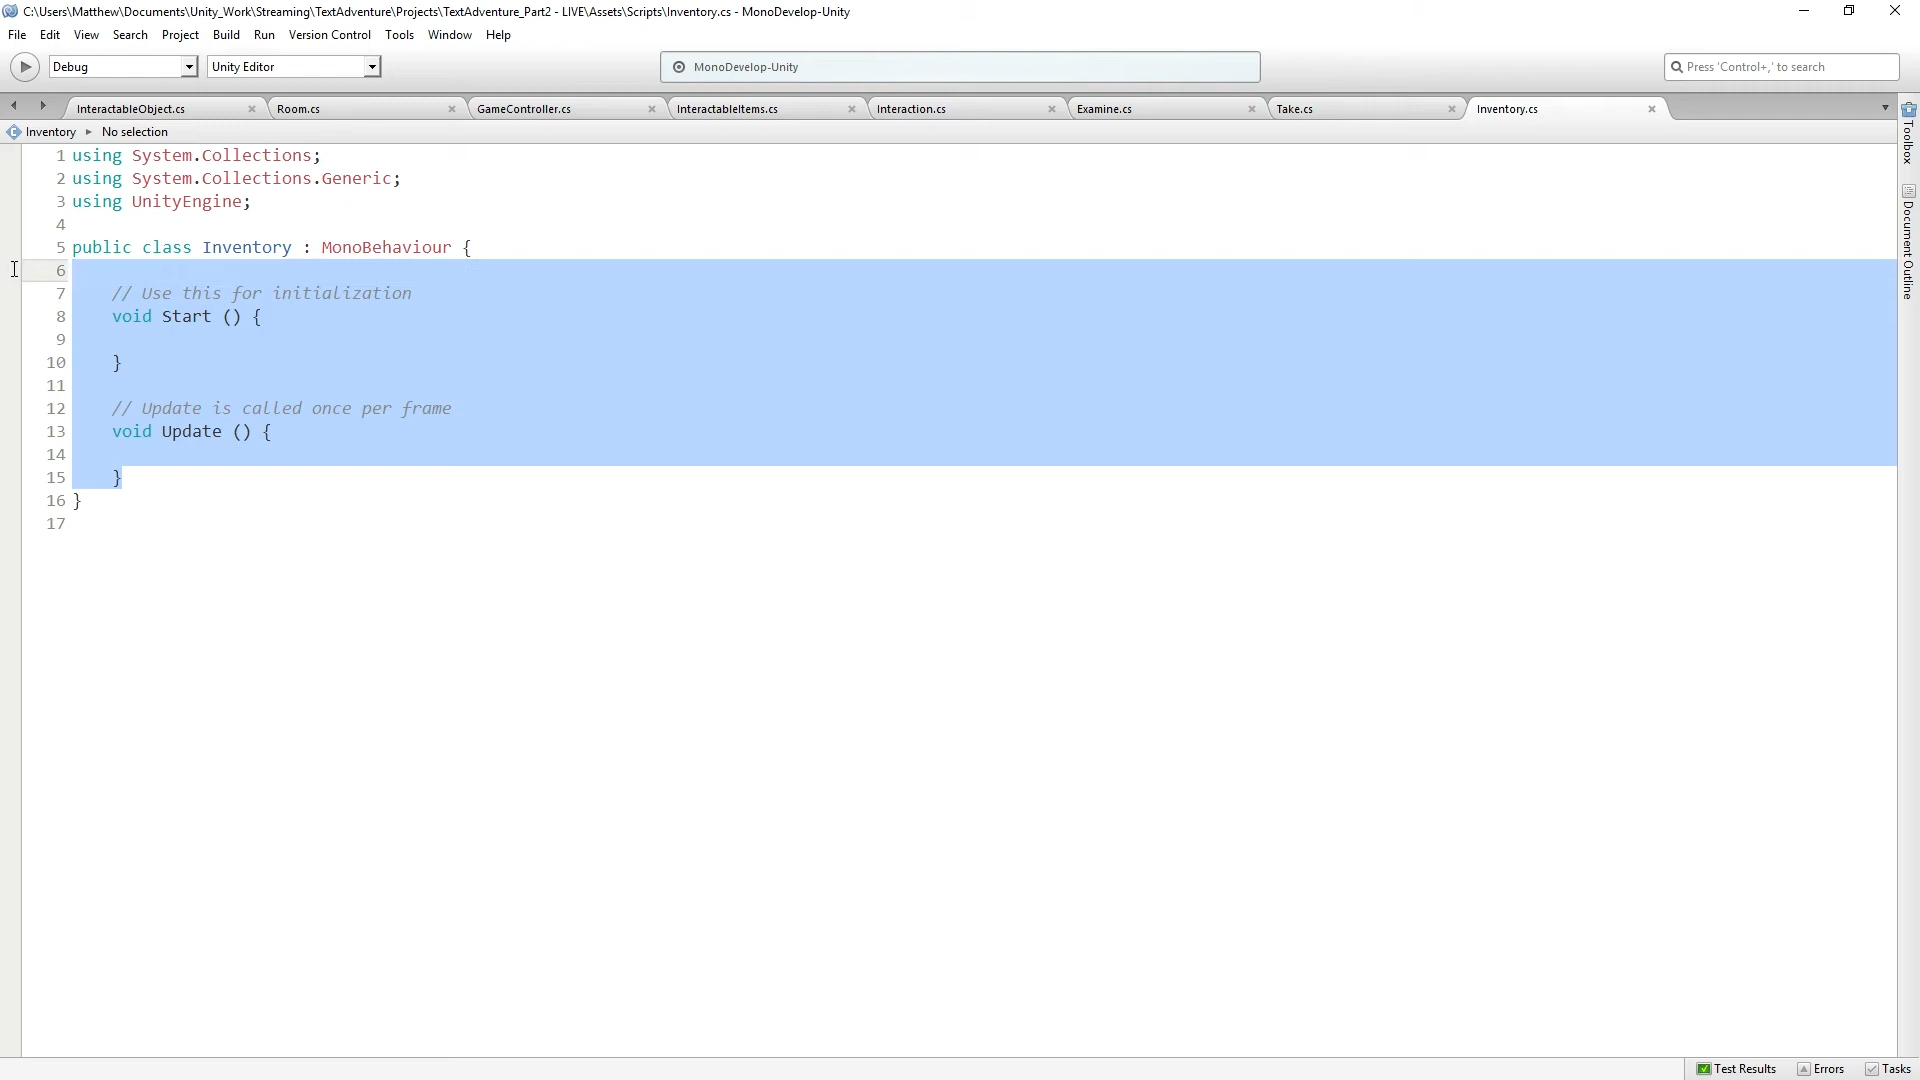 C:\Users\Matthew\Documents\Unity_Work\Streaming\TextAdventure\Projects\TextAdventure_Part2 - LIVE\Assets\Scripts\Inventory.cs - MonoDevelop-Unity
File Edit View Search Project Build Run Version Control Tools Window Help
Debug Unity Editor MonoDevelop-Unity Press 'Control+,' to search
InteractableObject.cs Room.cs GameController.cs InteractableItems.cs Interaction.cs Examine.cs Take.cs Inventory.cs
Inventory No selection
1 using System.Collections;
2 using System.Collections.Generic;
3 using UnityEngine;
4
5 public class Inventory : MonoBehaviour {
6
7 // Use this for initialization
8 void Start () {
9
10 }
11
12 // Update is called once per frame
13 void Update () {
14
15 }
16 }
17
Toolbox
Document Outline
Test Results Errors Tasks